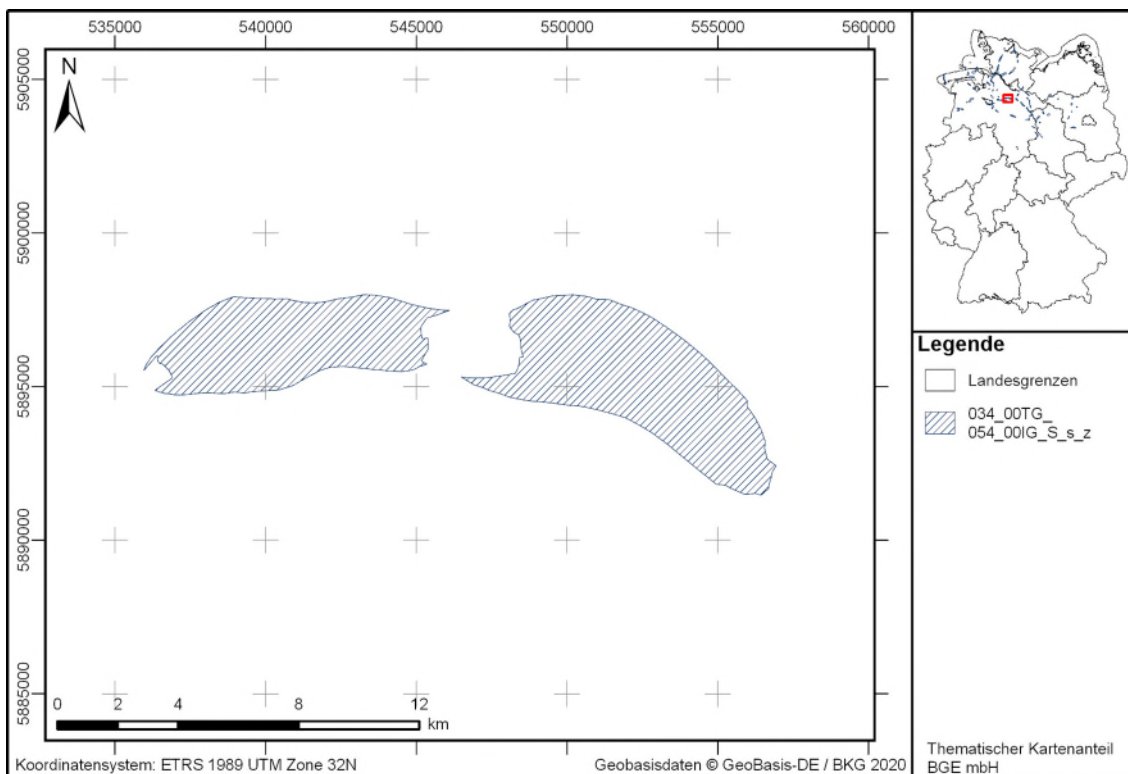 535000 540000 545000 550000 555000 560000
5905000
5900000
5895000
5890000
5885000
N
0 2 4 8 12
km
Koordinatensystem: ETRS 1989 UTM Zone 32N
Geobasisdaten © GeoBasis-DE / BKG 2020
Legende
Landesgrenzen
034_00TG_
054_00IG_S_s_z
Thematischer Kartenanteil
BGE mbH